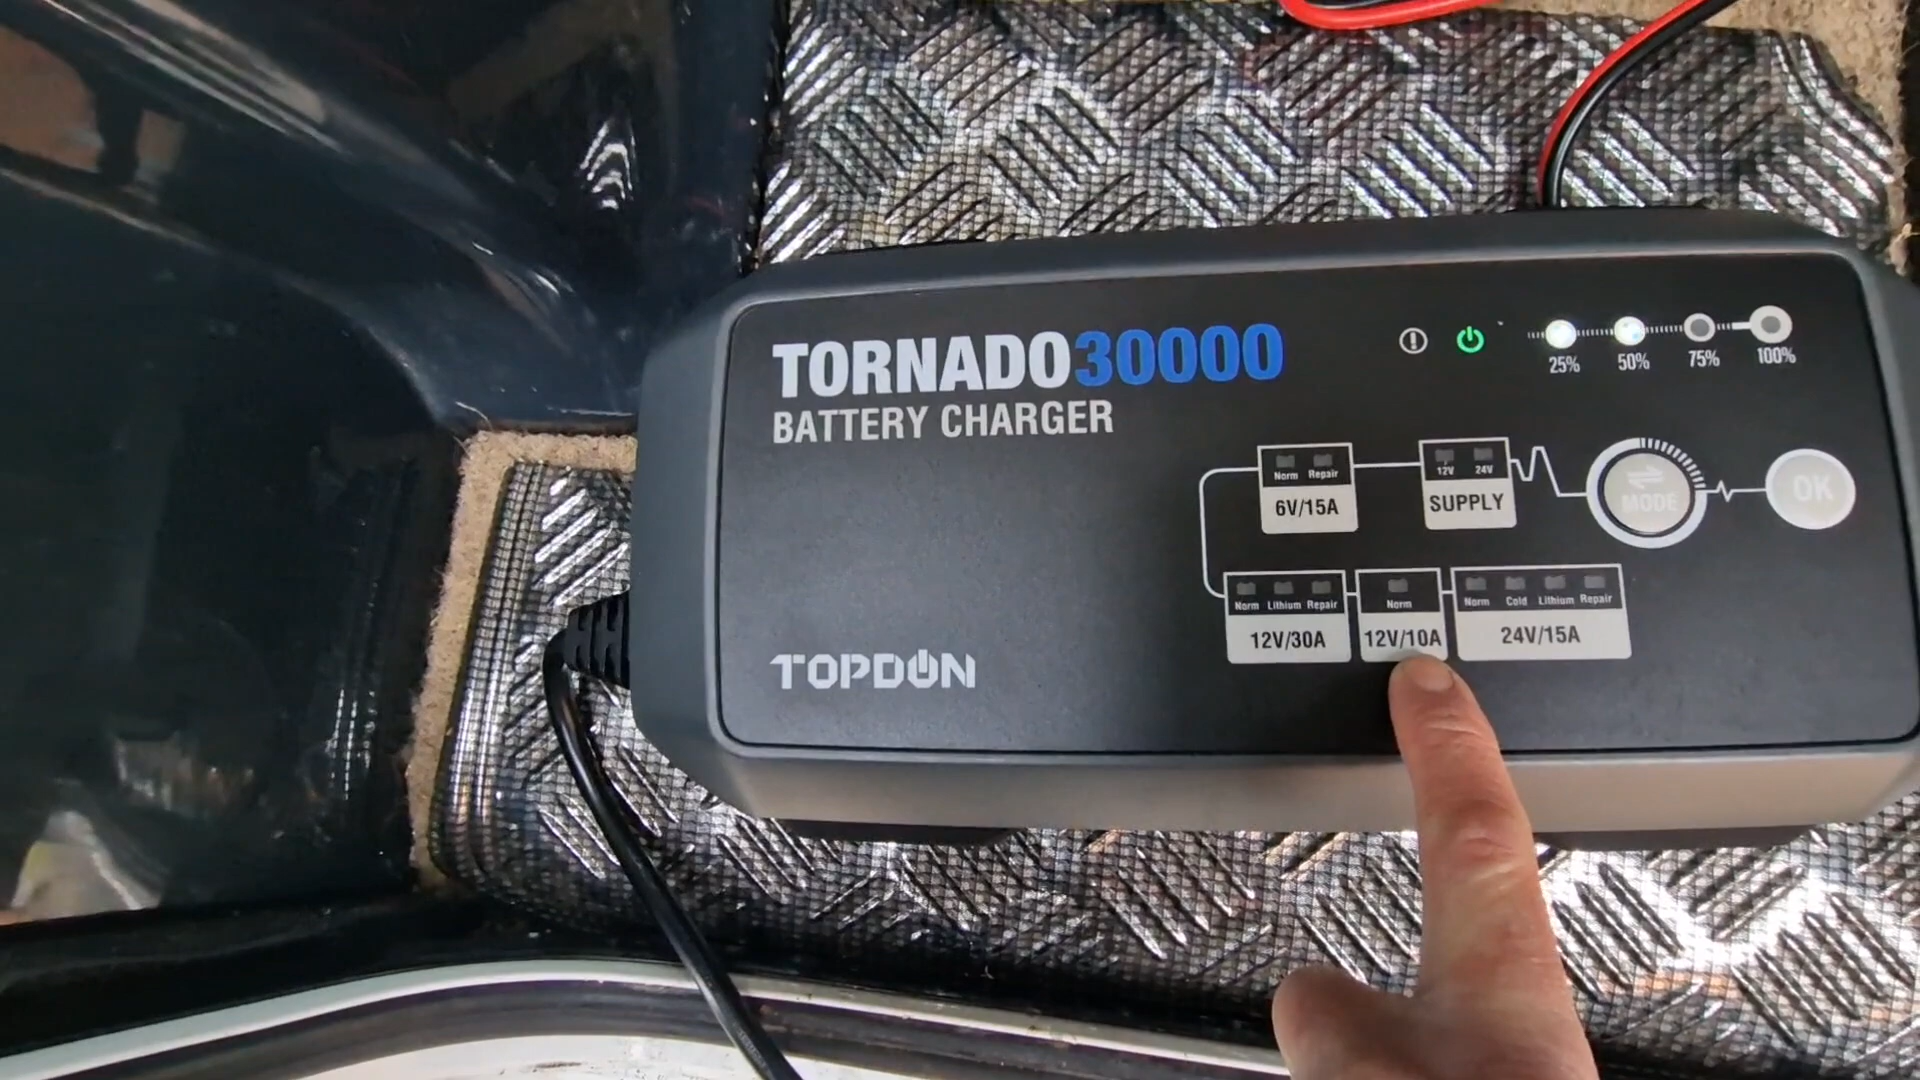 TORNADO30000
BATTERY CHARGER
25% 50% 75% 100%
Norm Repair
6V/15A
12V 24V
SUPPLY
MODE
OK
Norm Lithium Repair
12V/30A
Norm
12V/10A
Norm Cold Lithium Repair
24V/15A
TOPDON